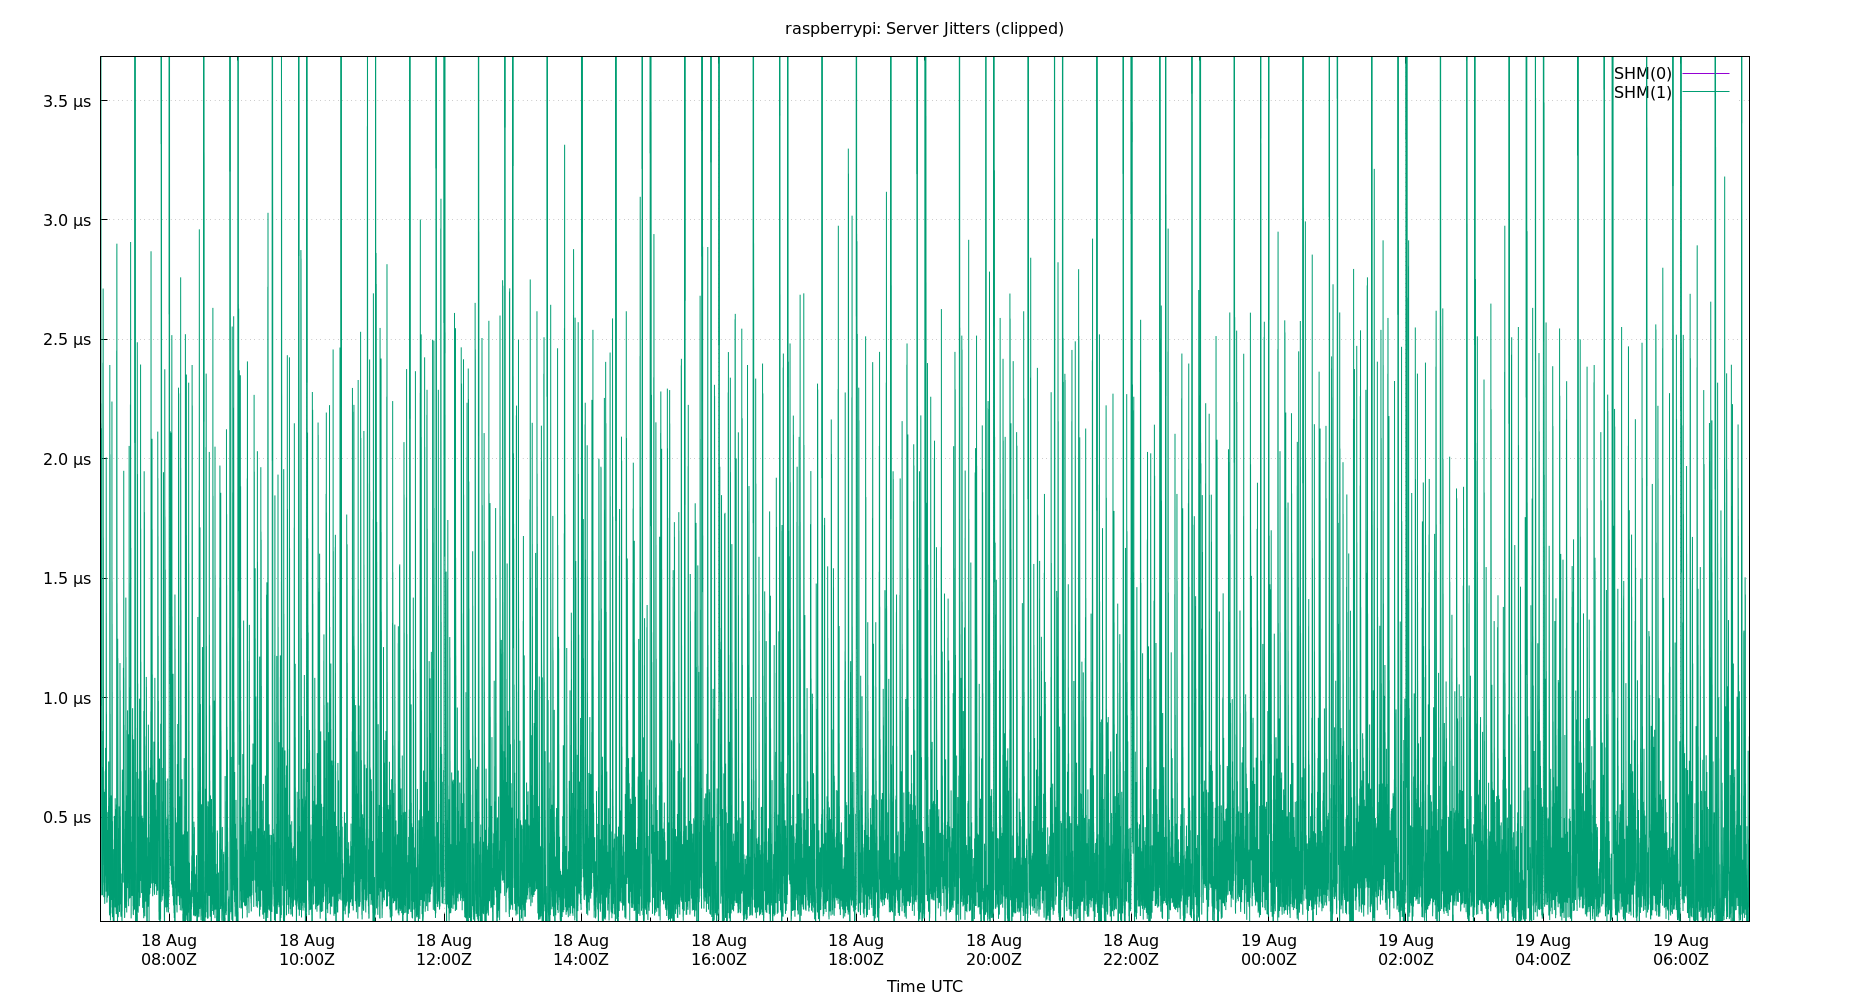 raspberrypi: Server Jitters (clipped)
SHM(0)
SHM(1)
3.5 µs
3.0 µs
2.5 µs
2.0 µs
1.5 µs
1.0 µs
0.5 µs
18 Aug 18 Aug 18 Aug 18 Aug 18 Aug 18 Aug 18 Aug 18 Aug 19 Aug 19 Aug 19 Aug 19 Aug
08:00Z 10:00Z 12:00Z 14:00Z 16:00Z 18:00Z 20:00Z 22:00Z 00:00Z 02:00Z 04:00Z 06:00Z
Time UTC